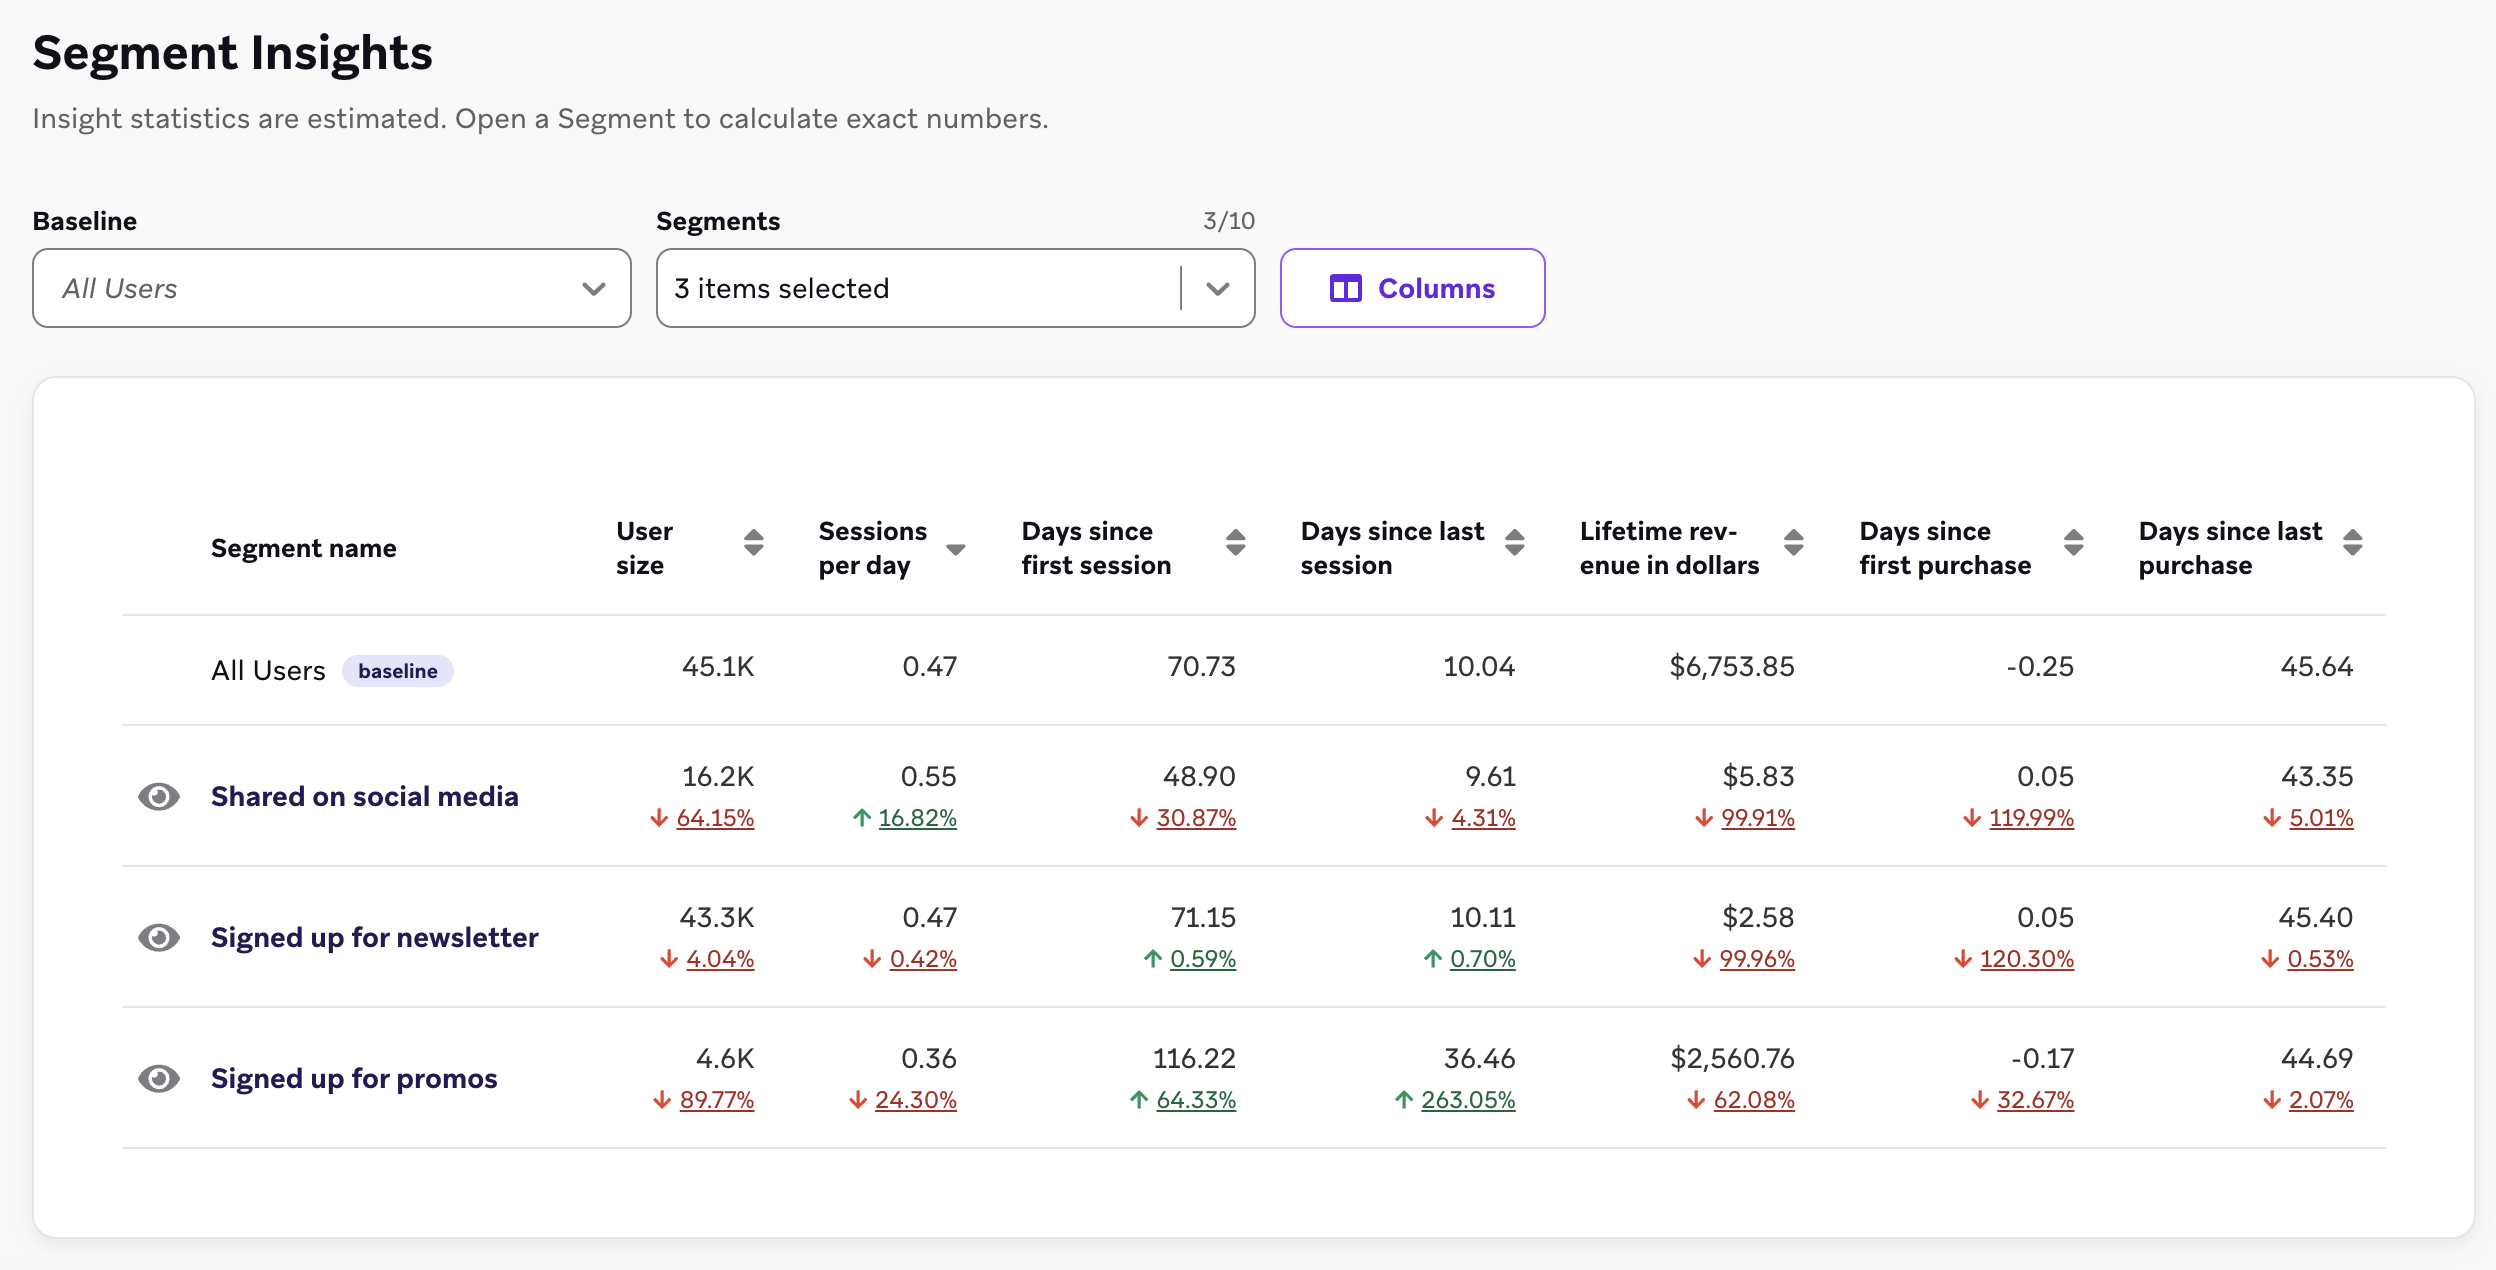 Segment Insights
Insight statistics are estimated. Open a Segment to calculate exact numbers.
Baseline
Segments 3/10
All Users
3 items selected
Columns
Segment name
User
size
Sessions
per day
Days since
first session
Days since last
session
Lifetime rev-
enue in dollars
Days since
first purchase
Days since last
purchase
All Users baseline 45.1K 0.47 70.73 10.04 $6,753.85 -0.25 45.64
Shared on social media
16.2K 0.55 48.90 9.61 $5.83 0.05 43.35
↓ 64.15% ↑ 16.82% ↓ 30.87% ↓ 4.31% ↓ 99.91% ↓ 119.99% ↓ 5.01%
Signed up for newsletter
43.3K 0.47 71.15 10.11 $2.58 0.05 45.40
↓ 4.04% ↓ 0.42% ↑ 0.59% ↑ 0.70% ↓ 99.96% ↓ 120.30% ↓ 0.53%
Signed up for promos
4.6K 0.36 116.22 36.46 $2,560.76 -0.17 44.69
↓ 89.77% ↓ 24.30% ↑ 64.33% ↑ 263.05% ↓ 62.08% ↓ 32.67% ↓ 2.07%